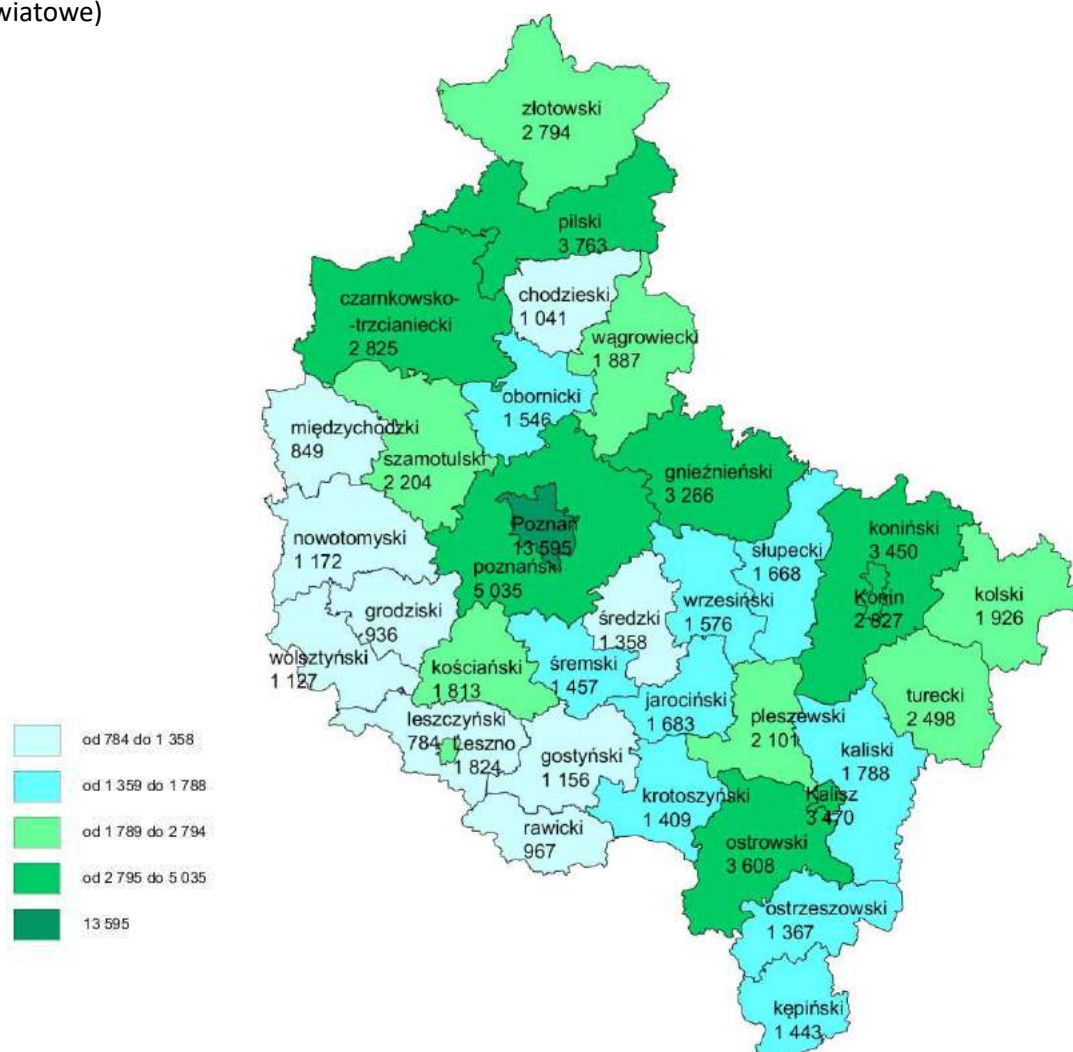 wiatowe)
złotowski
2 794
pilski
3 763
chodzieski
1 041
czarnkowsko-
-trzcianiecki
2 825
wągrowiecki
1 887
obornicki
1 546
międzychodzki
849
szamotulski
2 204
gnieźnieński
3 266
Poznań
13 595
poznański
5 035
nowotomyski
1 172
koniński
3 450
słupecki
1 668
Konin
2 827
kolski
1 926
wrzesiński
1 576
średzki
1 358
grodziski
936
wolsztyński
1 127
kościański
1 813
śremski
1 457
jarociński
1 683
turecki
2 498
pleszewski
2 101
leszczyński
784
Leszno
1 824
gostyński
1 156
kaliski
1 788
krotoszyński
1 409
Kalisz
3 470
rawicki
967
ostrowski
3 608
ostrzeszowski
1 367
kępiński
1 443
od 784 do 1 358
od 1 359 do 1 788
od 1 789 do 2 794
od 2 795 do 5 035
13 595